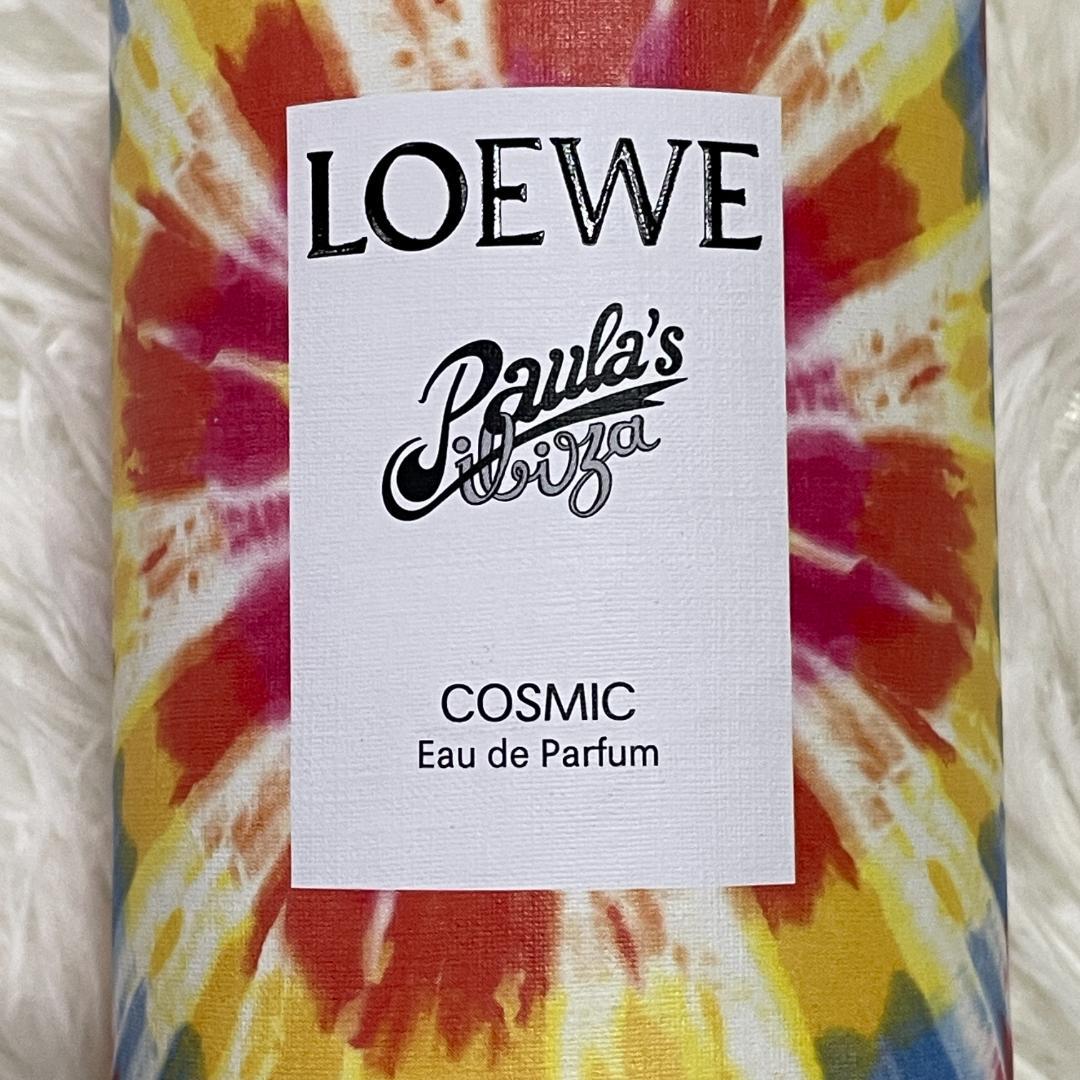 LOEWE
Paula's
ibiza
COSMIC
Eau de Parfum